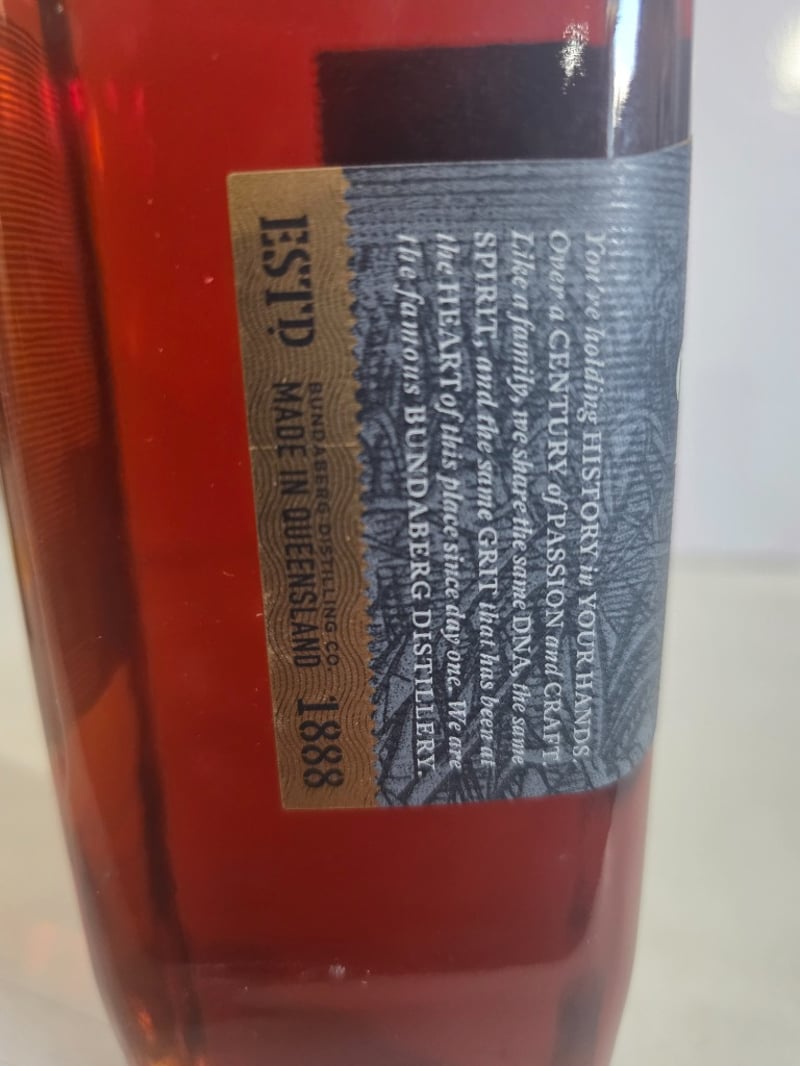 You're holding HISTORY in YOUR HANDS
Over a CENTURY of PASSION and CRAFT
Like a family, we share the same DNA, the same
SPIRIT, and the same GRIT that has been at
the HEART of this place since day one. We are
the famous BUNDABERG DISTILLERY.
ESTD
BUNDABERG DISTILLING CO.
MADE IN QUEENSLAND
1888